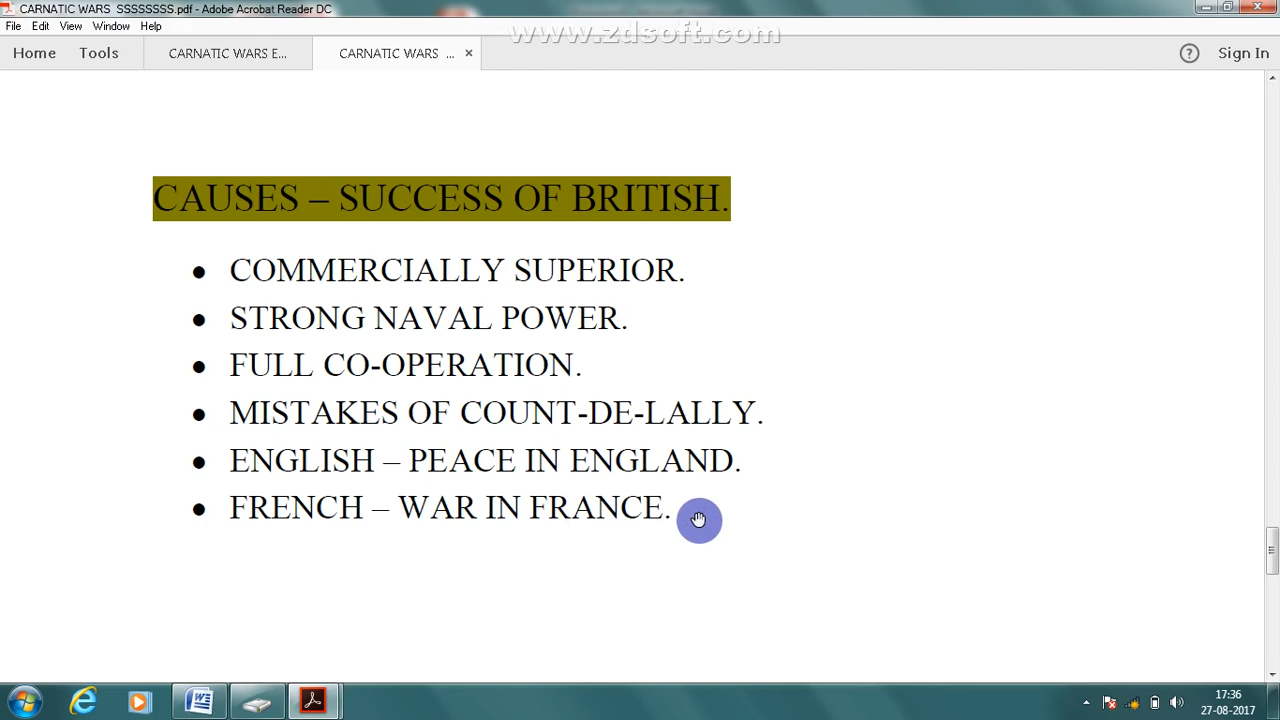 CARNATIC WARS SSSSSSSS.pdf - Adobe Acrobat Reader DC
www.zdsoft.com
File Edit View Window Help
Home Tools CARNATIC WARS E... CARNATIC WARS ... × ? Sign In
CAUSES – SUCCESS OF BRITISH.
● COMMERCIALLY SUPERIOR.
● STRONG NAVAL POWER.
● FULL CO-OPERATION.
● MISTAKES OF COUNT-DE-LALLY.
● ENGLISH – PEACE IN ENGLAND.
● FRENCH – WAR IN FRANCE.
17:36
27-08-2017